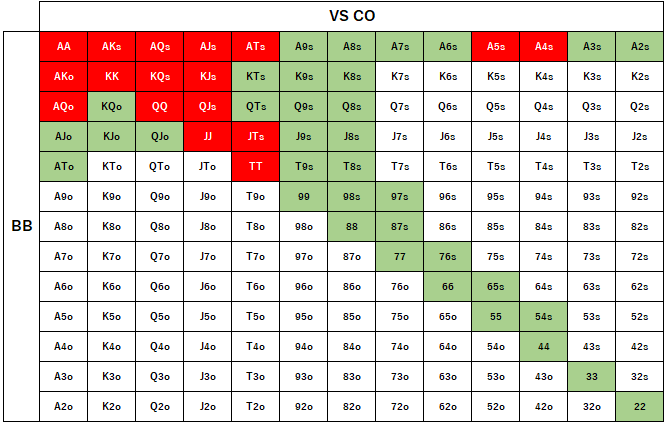 VS CO
BB
AA AKs AQs AJs ATs A9s A8s A7s A6s A5s A4s A3s A2s
AKo KK KQs KJs KTs K9s K8s K7s K6s K5s K4s K3s K2s
AQo KQo QQ QJs QTs Q9s Q8s Q7s Q6s Q5s Q4s Q3s Q2s
AJo KJo QJo JJ JTs J9s J8s J7s J6s J5s J4s J3s J2s
ATo KTo QTo JTo TT T9s T8s T7s T6s T5s T4s T3s T2s
A9o K9o Q9o J9o T9o 99 98s 97s 96s 95s 94s 93s 92s
A8o K8o Q8o J8o T8o 98o 88 87s 86s 85s 84s 83s 82s
A7o K7o Q7o J7o T7o 97o 87o 77 76s 75s 74s 73s 72s
A6o K6o Q6o J6o T6o 96o 86o 76o 66 65s 64s 63s 62s
A5o K5o Q5o J5o T5o 95o 85o 75o 65o 55 54s 53s 52s
A4o K4o Q4o J4o T4o 94o 84o 74o 64o 54o 44 43s 42s
A3o K3o Q3o J3o T3o 93o 83o 73o 63o 53o 43o 33 32s
A2o K2o Q2o J2o T2o 92o 82o 72o 62o 52o 42o 32o 22